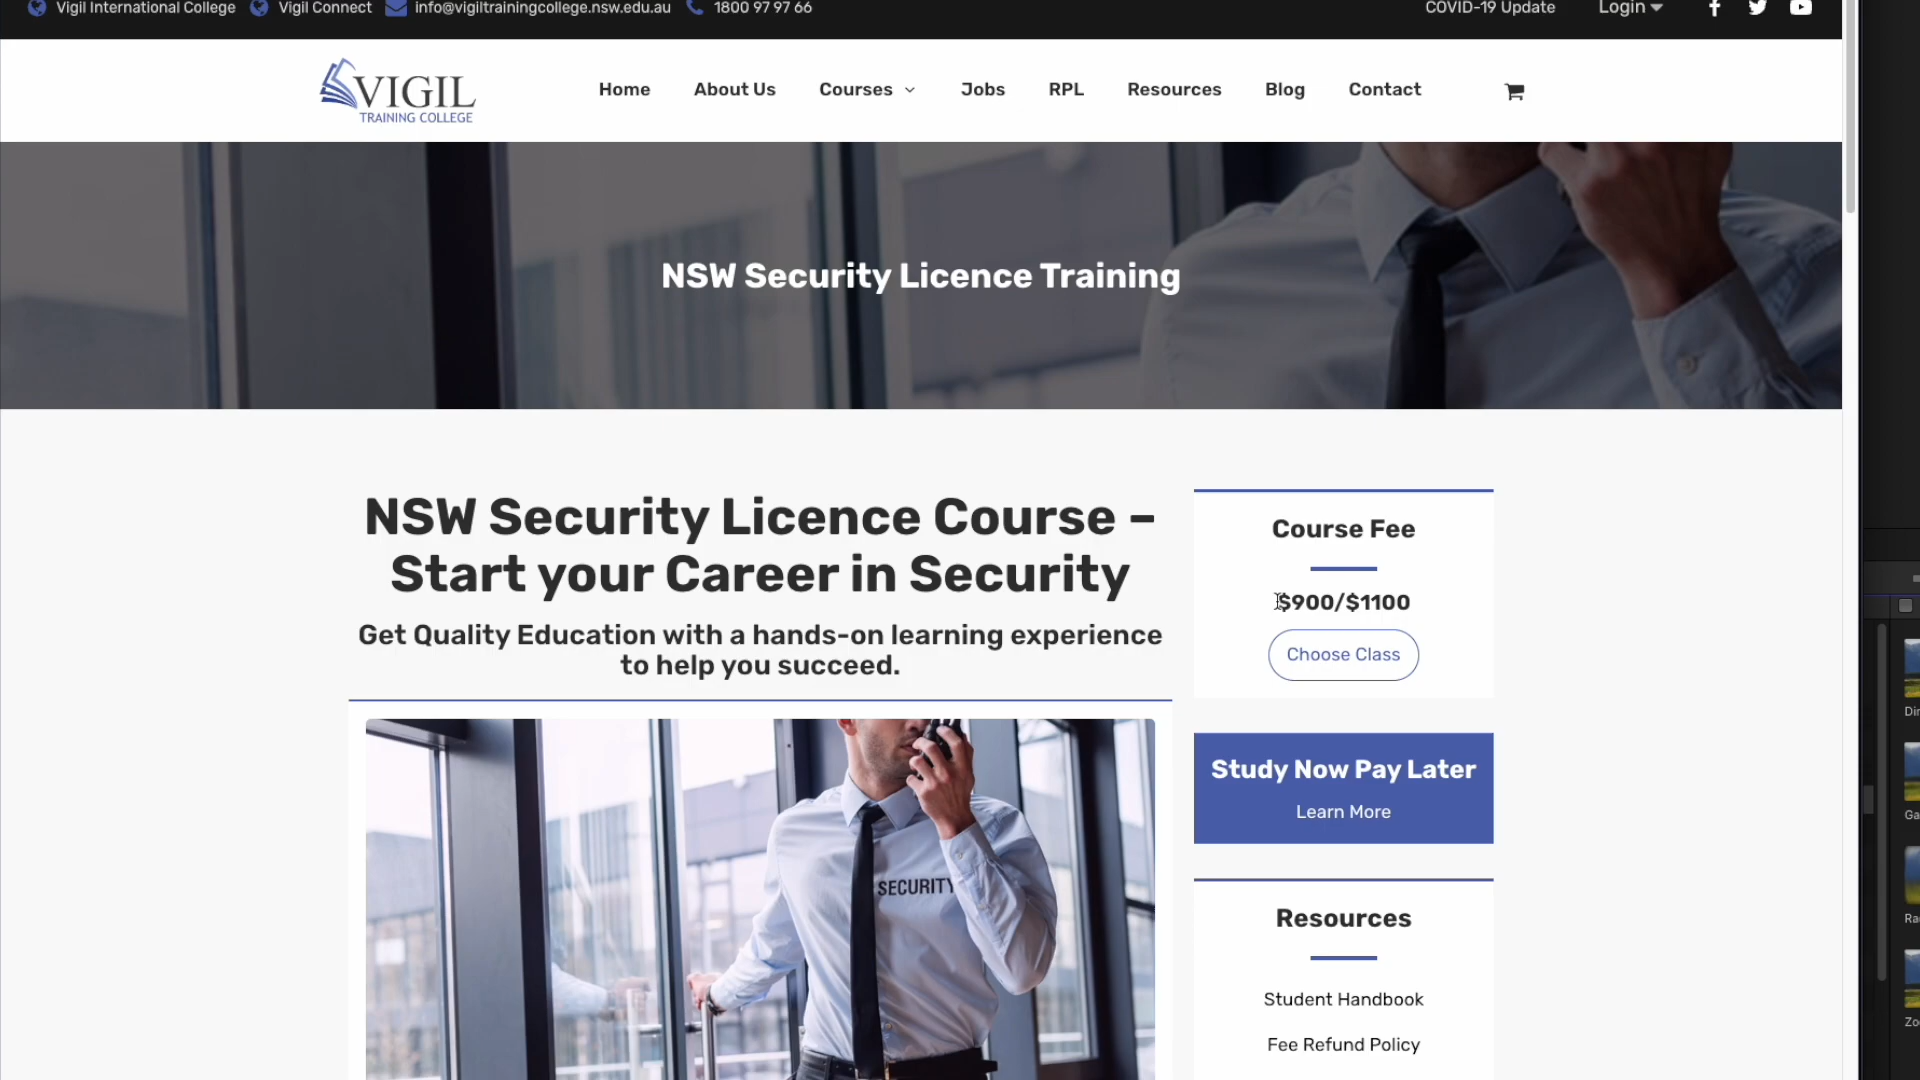 Vigil International College Vigil Connect info@vigiltrainingcollege.nsw.edu.au 1800 97 97 66 COVID-19 Update Login
VIGIL
TRAINING COLLEGE
Home About Us Courses Jobs RPL Resources Blog Contact
NSW Security Licence Training
NSW Security Licence Course –
Start your Career in Security
Get Quality Education with a hands-on learning experience
to help you succeed.
SECURITY
Course Fee
$900/$1100
Choose Class
Study Now Pay Later
Learn More
Resources
Student Handbook
Fee Refund Policy